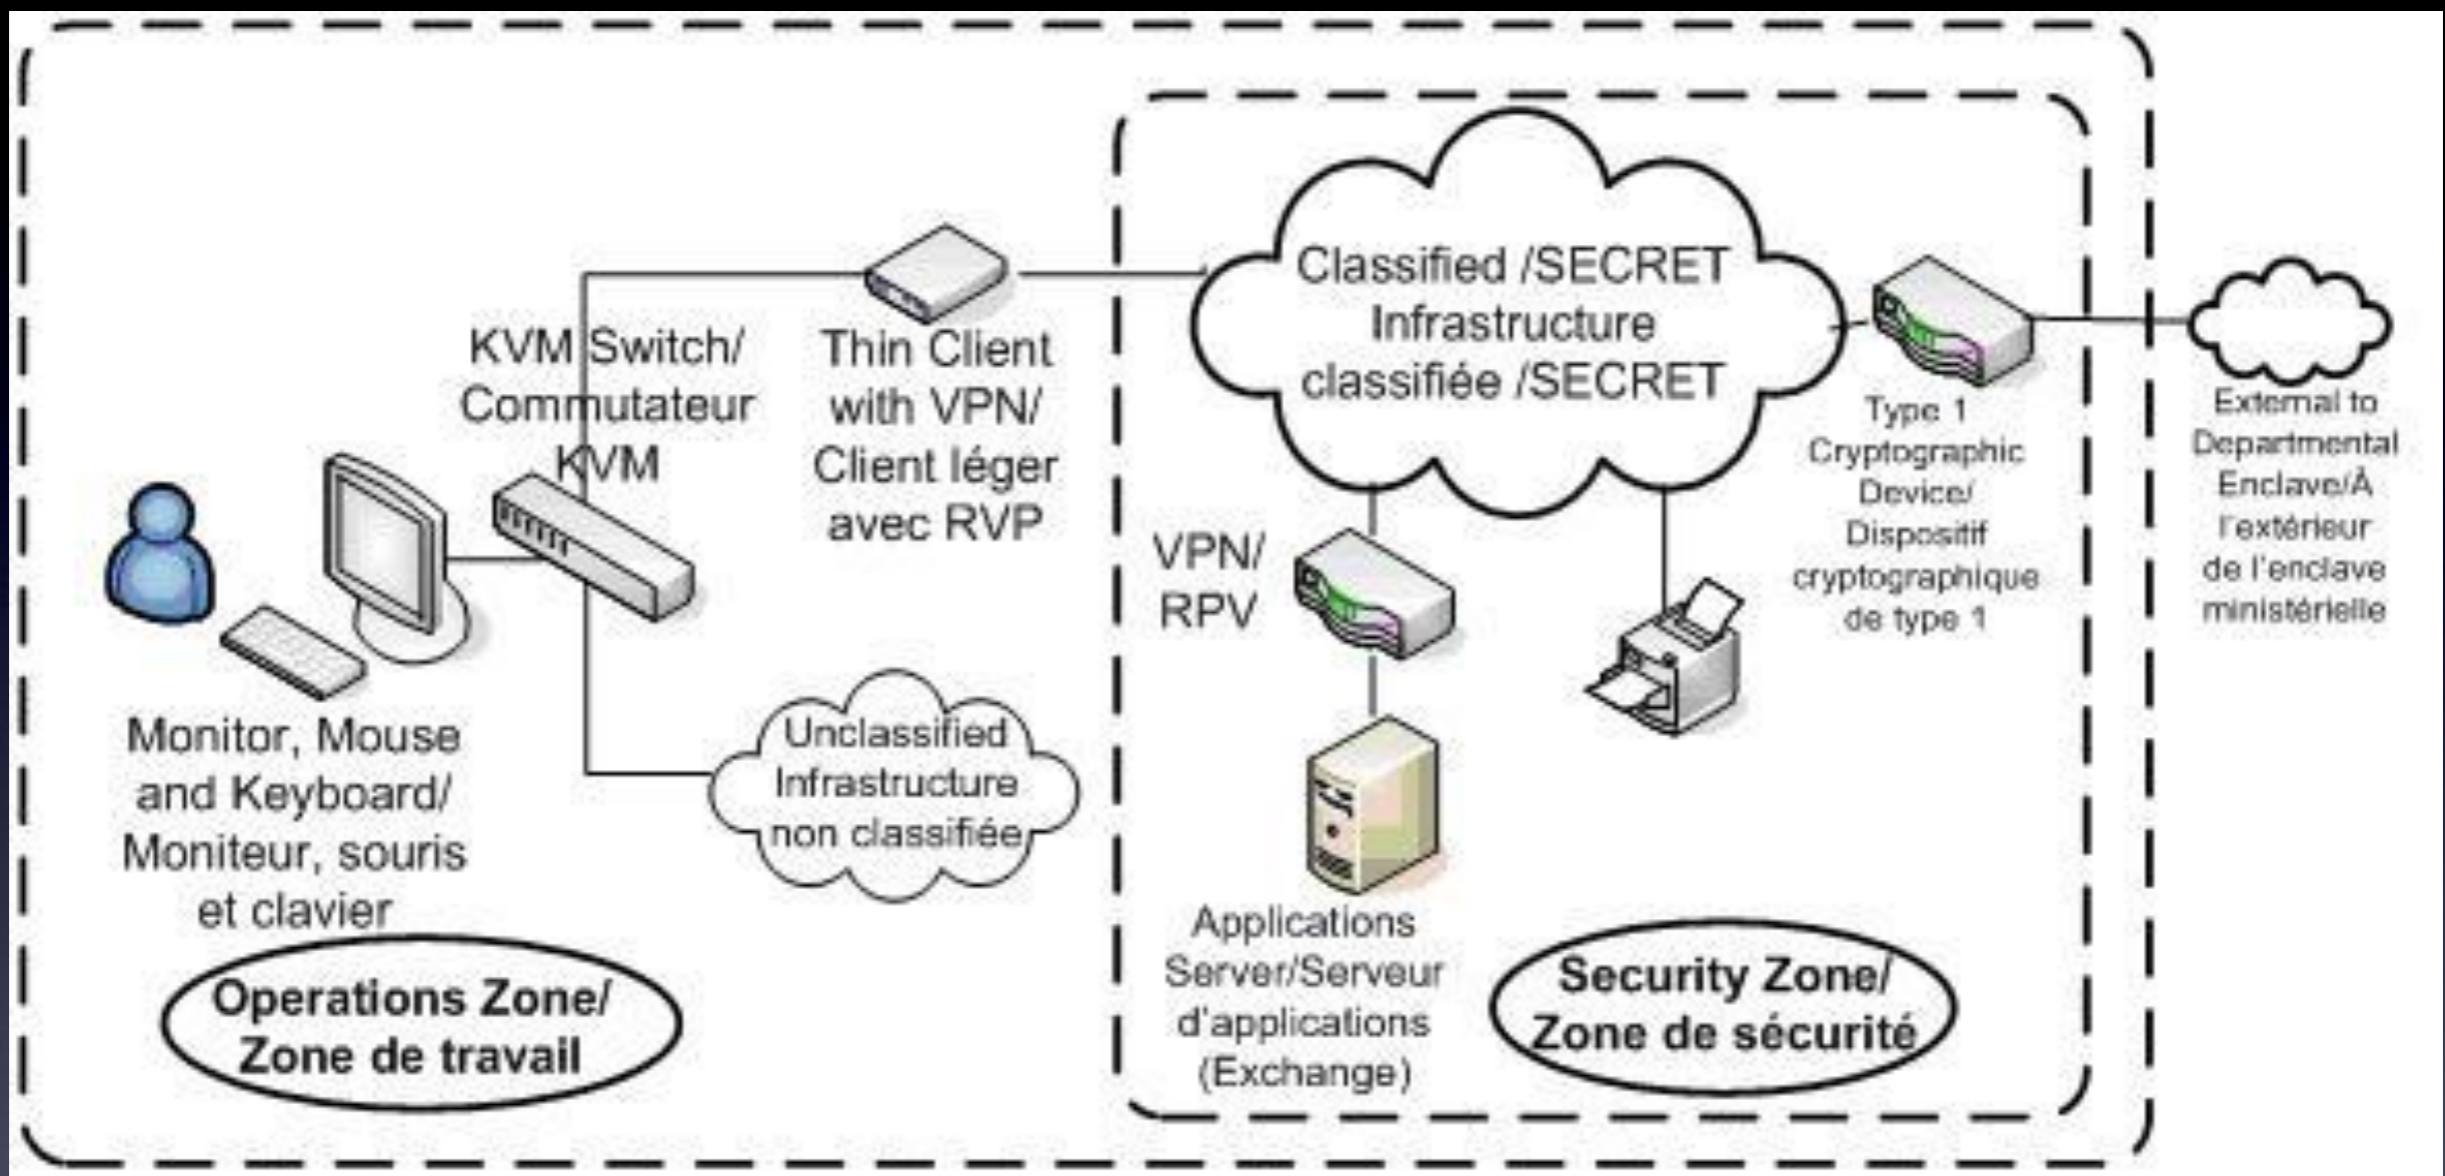 KVM Switch/
Commutateur
KVM
Thin Client
with VPN/
Client léger
avec RVP
Classified /SECRET
Infrastructure
classifiée /SECRET
Type 1
Cryptographic
Device/
Dispositif
cryptographique
de type 1
External to
Departmental
Enclave/À
l'extérieur
de l'enclave
ministérielle
VPN/
RPV
Monitor, Mouse
and Keyboard/
Moniteur, souris
et clavier
Unclassified
Infrastructure
non classifiée
Applications
Server/Serveur
d'applications
(Exchange)
Operations Zone/
Zone de travail
Security Zone/
Zone de sécurité